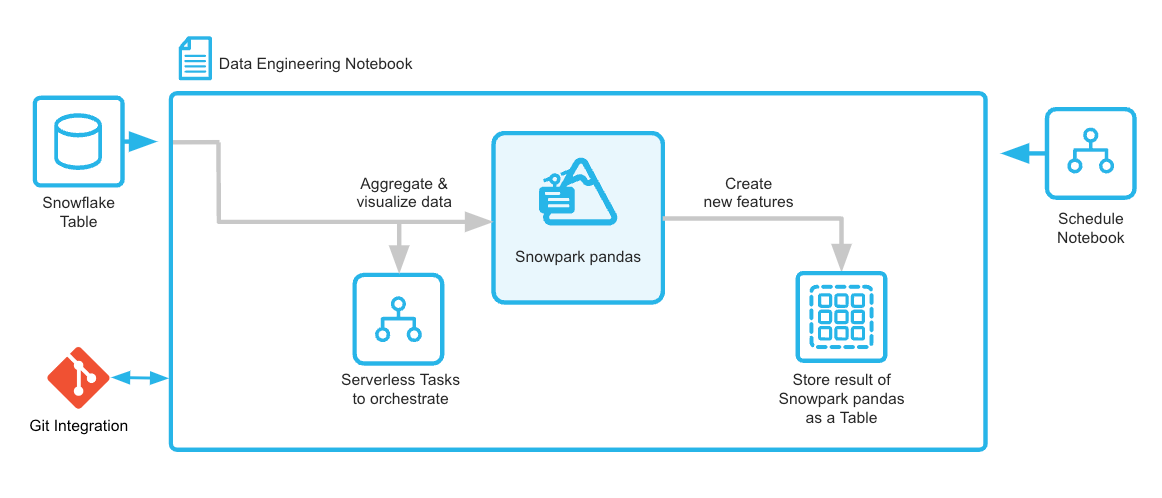 Data Engineering Notebook
Snowflake
Table
Aggregate &
visualize data
Snowpark pandas
Create
new features
Schedule
Notebook
Serverless Tasks
to orchestrate
Store result of
Snowpark pandas
as a Table
Git Integration